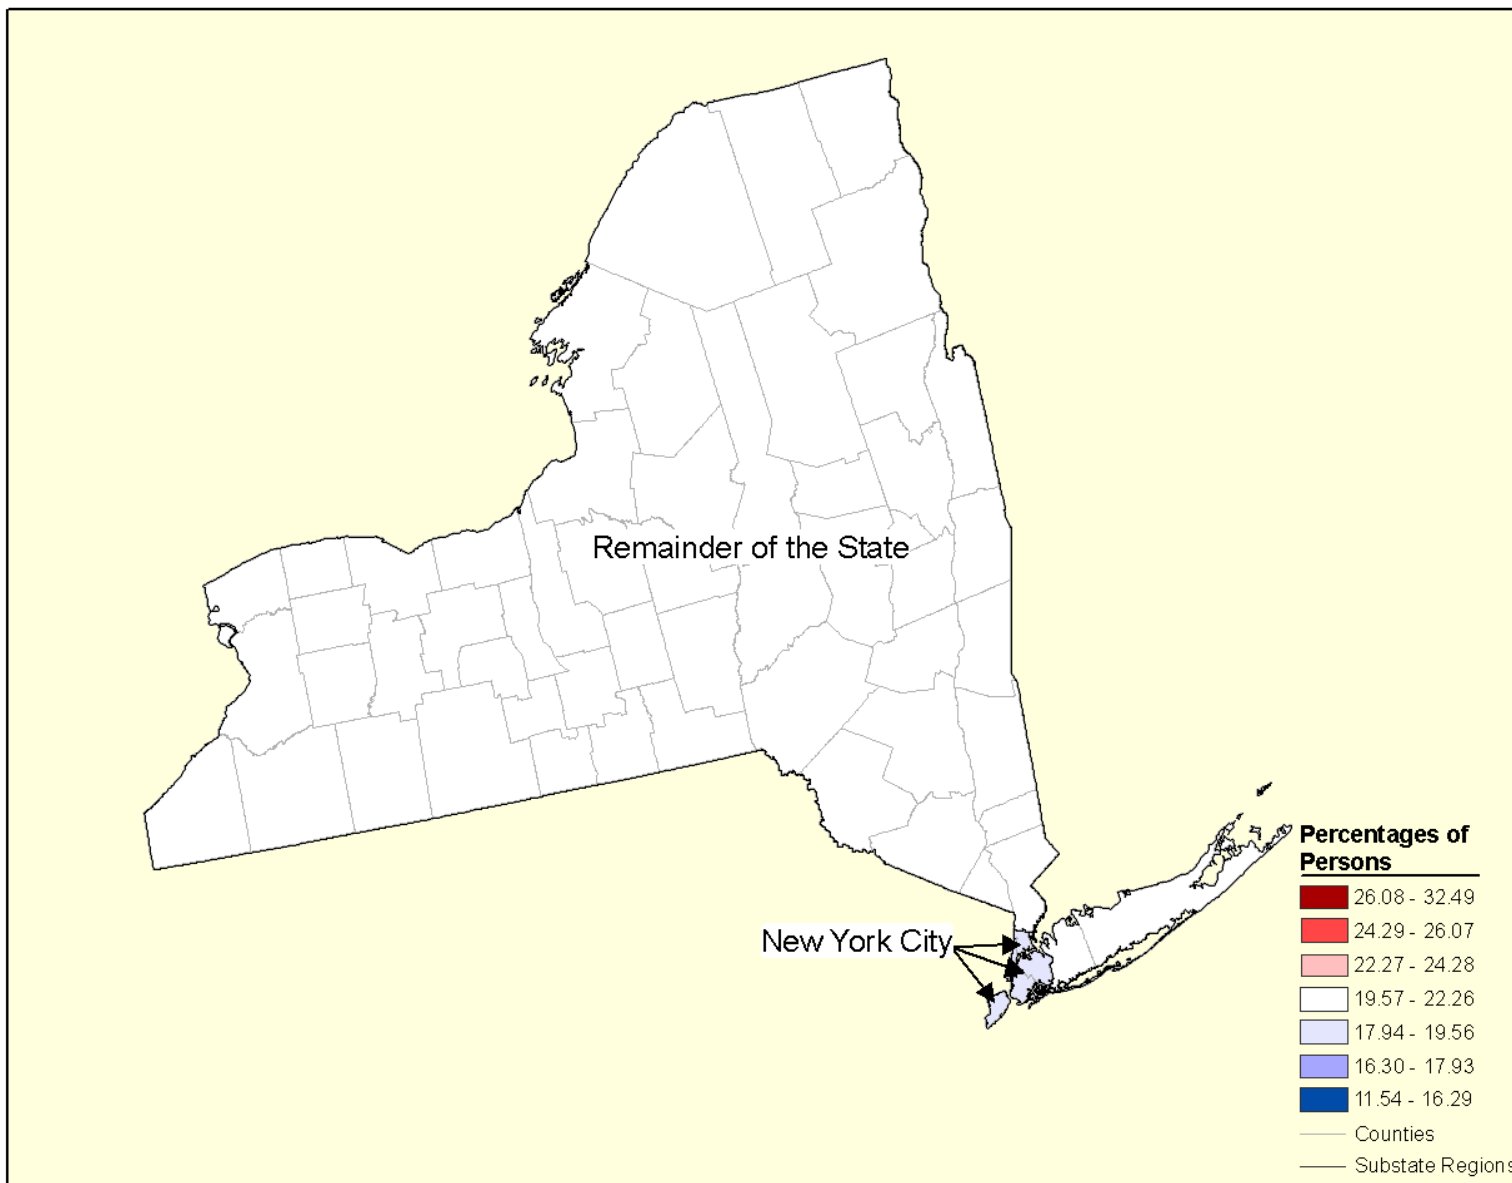 Remainder of the State
New York City
Percentages of
Persons
26.08 - 32.49
24.29 - 26.07
22.27 - 24.28
19.57 - 22.26
17.94 - 19.56
16.30 - 17.93
11.54 - 16.29
Counties
Substate Regions